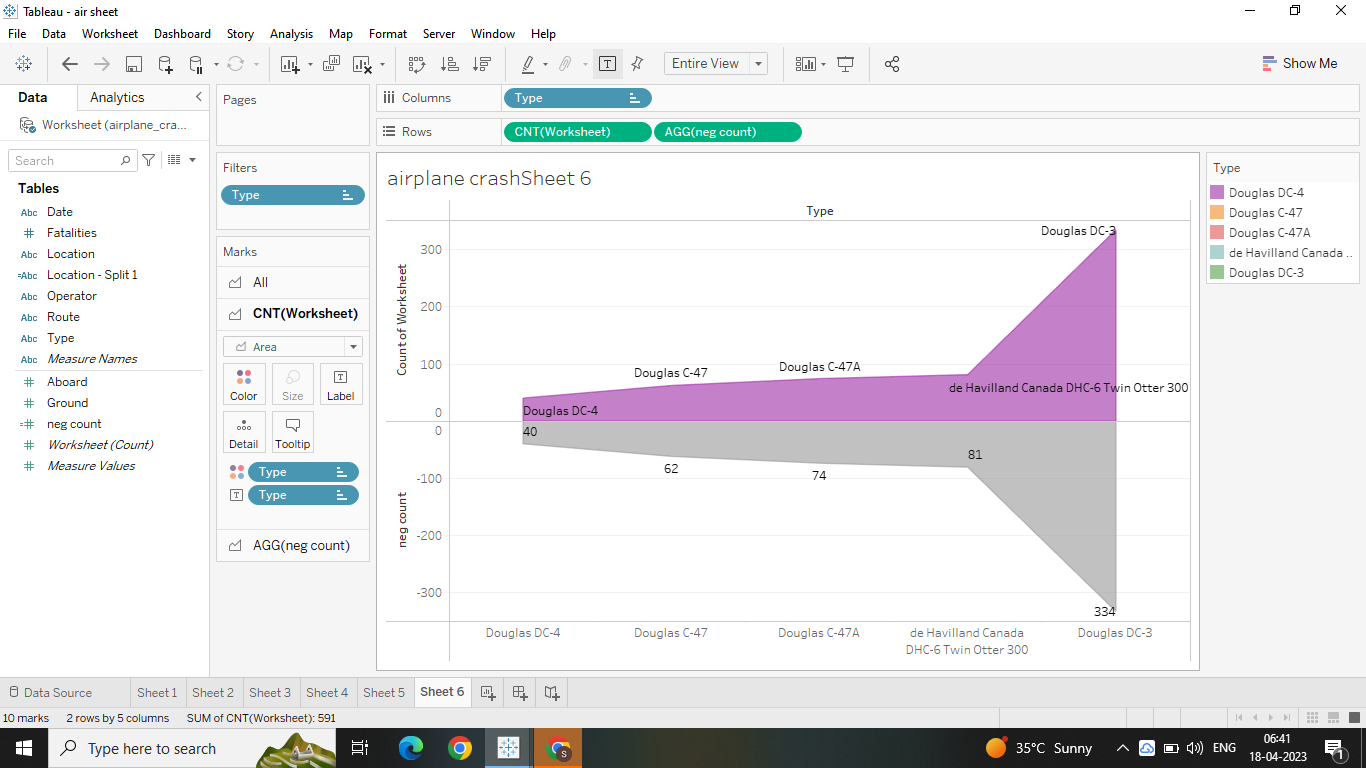 Tableau - air sheet
File Data Worksheet Dashboard Story Analysis Map Format Server Window Help
Entire View
Show Me
Data Analytics
Worksheet (airplane_cra...
Search
Tables
Abc Date
# Fatalities
Abc Location
=Abc Location - Split 1
Abc Operator
Abc Route
Abc Type
Abc Measure Names
# Aboard
# Ground
=# neg count
# Worksheet (Count)
# Measure Values
Pages
Filters
Type
Marks
All
CNT(Worksheet)
Area
Color Size Label
Detail Tooltip
Type
Type
AGG(neg count)
Columns Type
Rows CNT(Worksheet) AGG(neg count)
airplane crashSheet 6
Type
Count of Worksheet
300
200
100
0
Douglas DC-4
Douglas C-47
Douglas C-47A
de Havilland Canada DHC-6 Twin Otter 300
Douglas DC-3
neg count
0
-100
-200
-300
40
62
74
81
334
Douglas DC-4
Douglas C-47
Douglas C-47A
de Havilland Canada
DHC-6 Twin Otter 300
Douglas DC-3
Type
Douglas DC-4
Douglas C-47
Douglas C-47A
de Havilland Canada ..
Douglas DC-3
Data Source Sheet 1 Sheet 2 Sheet 3 Sheet 4 Sheet 5 Sheet 6
10 marks 2 rows by 5 columns SUM of CNT(Worksheet): 591
Type here to search
35°C Sunny
ENG
06:41
18-04-2023
1